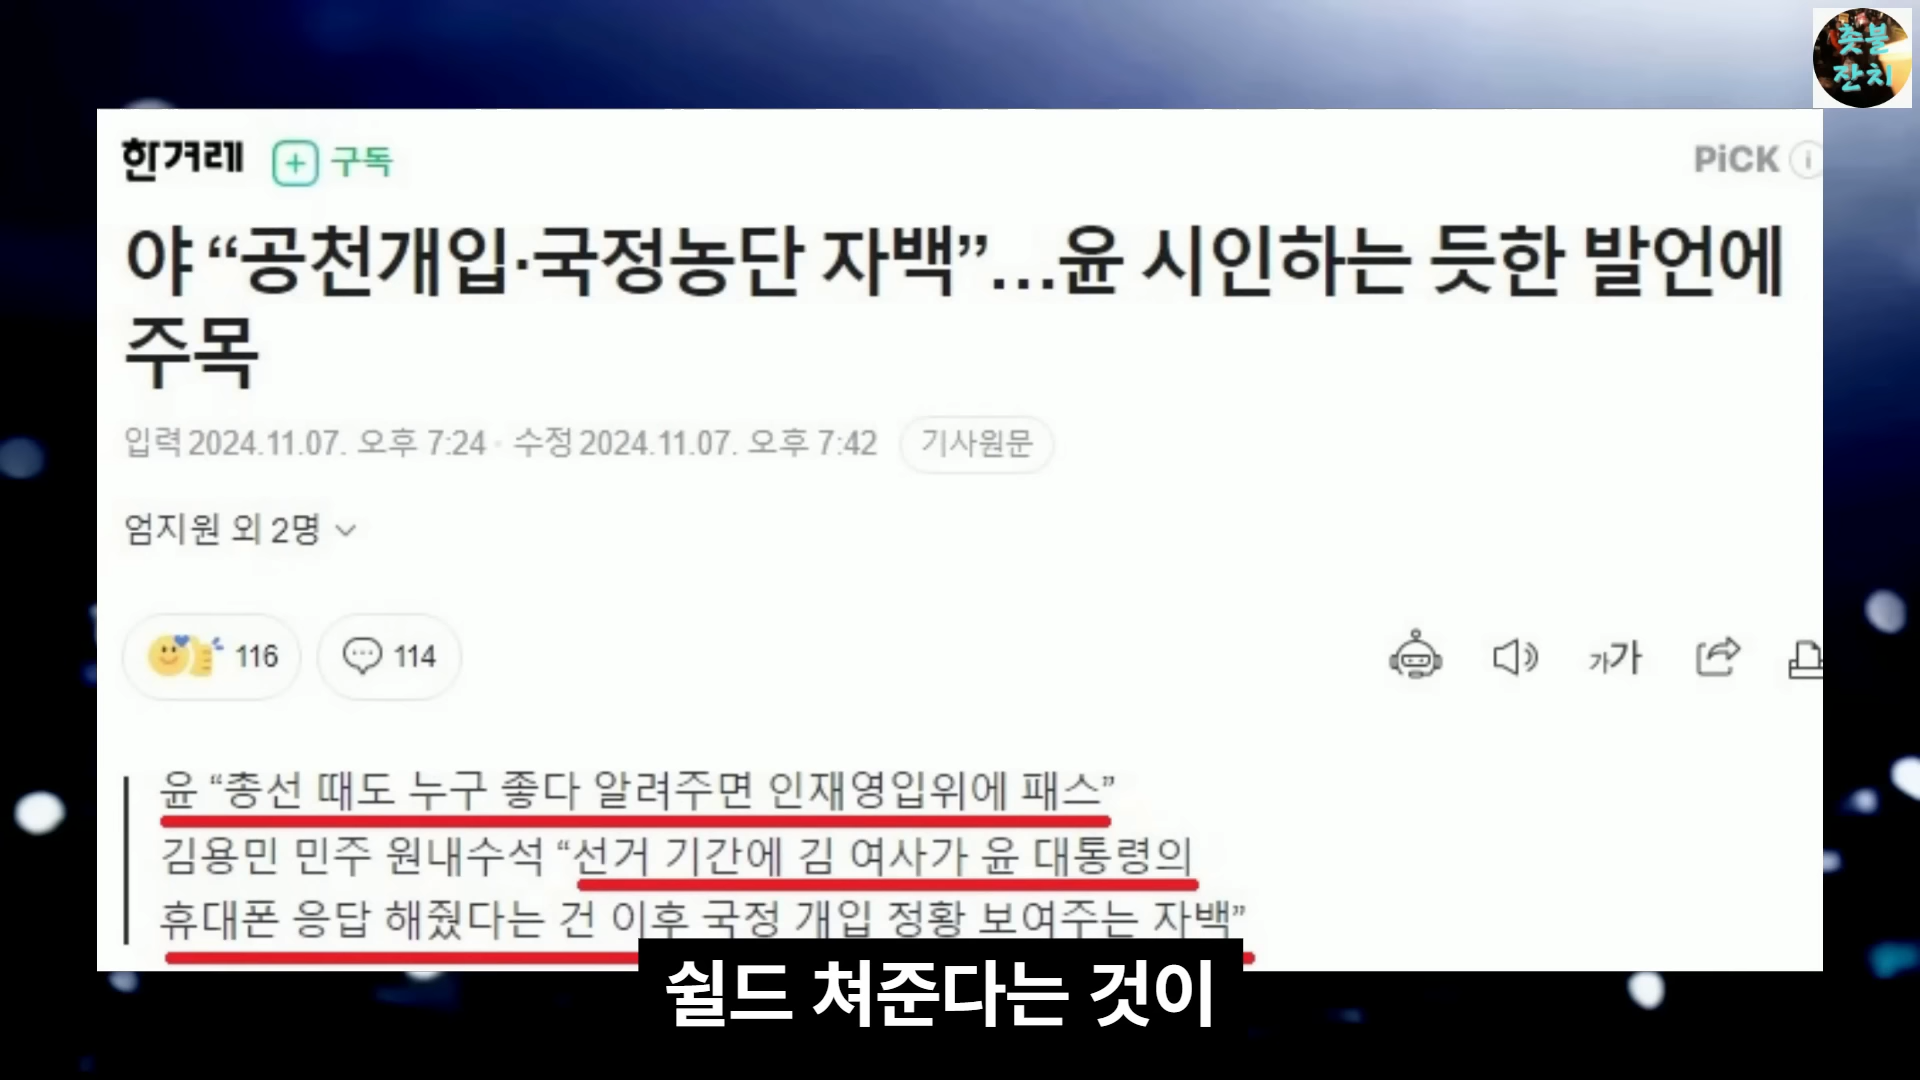 촛불
잔치
한겨레 구독
PiCK
야 “공천개입·국정농단 자백”…윤 시인하는 듯한 발언에
주목
입력 2024.11.07. 오후 7:24 · 수정 2024.11.07. 오후 7:42 기사원문
엄지원 외 2명
116 114
가가
윤 “총선 때도 누구 좋다 알려주면 인재영입위에 패스”
김용민 민주 원내수석 “선거 기간에 김 여사가 윤 대통령의
휴대폰 응답 해줬다는 건 이후 국정 개입 정황 보여주는 자백”
쉴드 쳐준다는 것이